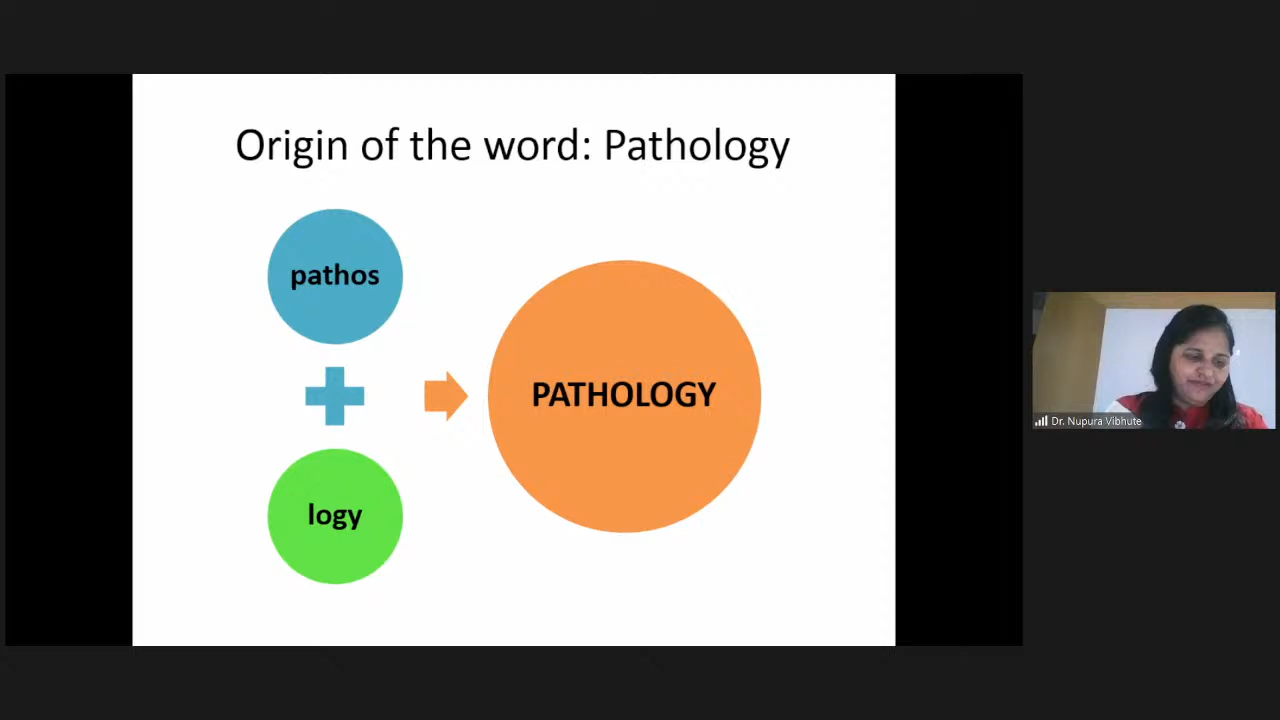 Origin of the word: Pathology
pathos
logy
PATHOLOGY
Dr. Nupura Vibhute